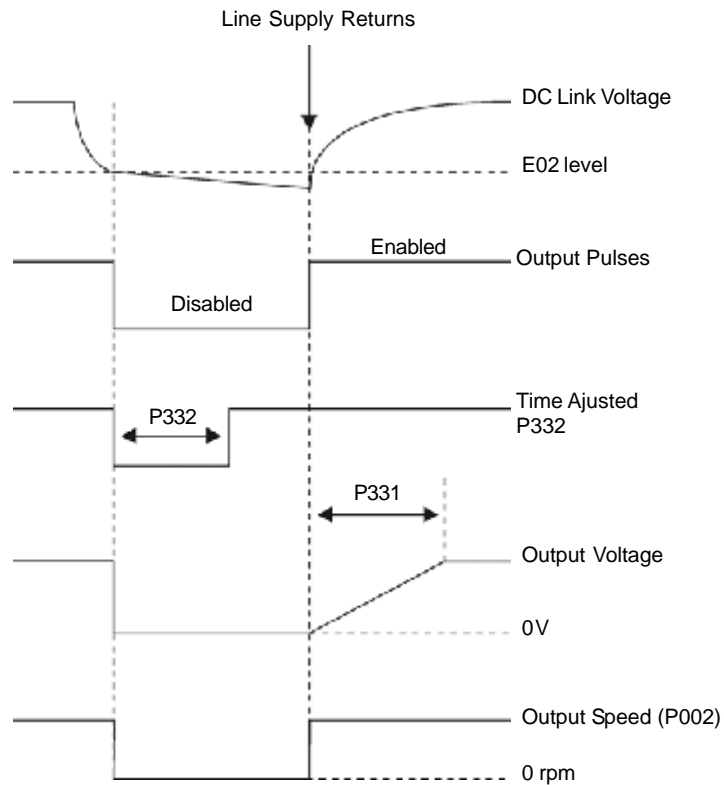 Line Supply Returns
DC Link Voltage
E02 level
Enabled
Output Pulses
Disabled
Time Ajusted
P332
P332
P331
Output Voltage
0V
Output Speed (P002)
0 rpm